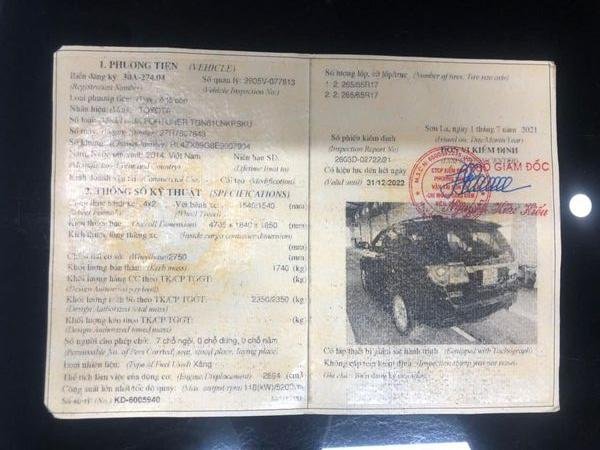 1. PHƯƠNG TIỆN (VEHICLE)
Biển đăng ký 30A-274.04 Số quản lý: 2605V-077813
(Registration Number) (Vehicle Inspection No.)
Loại phương tiện: (Type) ô tô con
Nhãn hiệu: (Mark) TOYOTA
Số loại: FORTUNER TGN61LNKPSKU
Số máy:
Số khung:
Năm, Nước sản xuất: 2014, Việt Nam Niên hạn SD:
(Lifetime limit to)
Cải tạo: (Modification)
2. THÔNG SỐ KỸ THUẬT (SPECIFICATIONS)
Công thức bánh xe: 4x2 Vết bánh xe: 1540/1540 (mm)
(Wheel Formula) (Wheel Tread)
Kích thước bao: (Overall Dimension) 4705 x 1840 x 1850 (mm)
Kích thước lòng thùng xe: (Inside cargo container dimension)
(mm)
Chiều dài cơ sở: (Wheelbase) 2750 (mm)
Khối lượng bản thân: (Kerb mass) 1740 (kg)
Khối lượng hàng CC theo TK/CP TGGT: (kg)
(Design/Authorized pay load)
Khối lượng toàn bộ theo TK/CP TGGT: 2350/2350 (kg)
(Design/Authorized total mass)
Khối lượng kéo theo TK/CP TGGT: (kg)
(Design/Authorized towed mass)
Số người cho phép chở: 7 chỗ ngồi, 0 chỗ đứng, 0 chỗ nằm
(Permissible No. of Pers Carried: seat, stood place, laying place)
Loại nhiên liệu: (Type of Fuel Used) Xăng
Thể tích làm việc của động cơ: (Engine Displacement) 2694 (cm3)
Công suất lớn nhất/tốc độ quay: (Max. output/rpm) 118(kW)/5200
Số sê-ri: (No.) KD-6005940
Số lượng lốp, cỡ lốp/trục (Number of tires; Tire size/axle)
1: 2; 265/65R17
2: 2; 265/65R17
Sơn La, ngày 1 tháng 7 năm 2021
Số phiếu kiểm định (Issued on: Day/Month/Year)
(Inspection Report No) ĐƠN VỊ KIỂM ĐỊNH
2603D-02722/21
Có hiệu lực đến hết ngày PHÓ GIÁM ĐỐC
(Valid until) 31/12/2022
Có lắp thiết bị giám sát hành trình (Equipped with Tachograph)
Không cấp tem kiểm định (Inspection stamp was not issued)
Ghi chú: